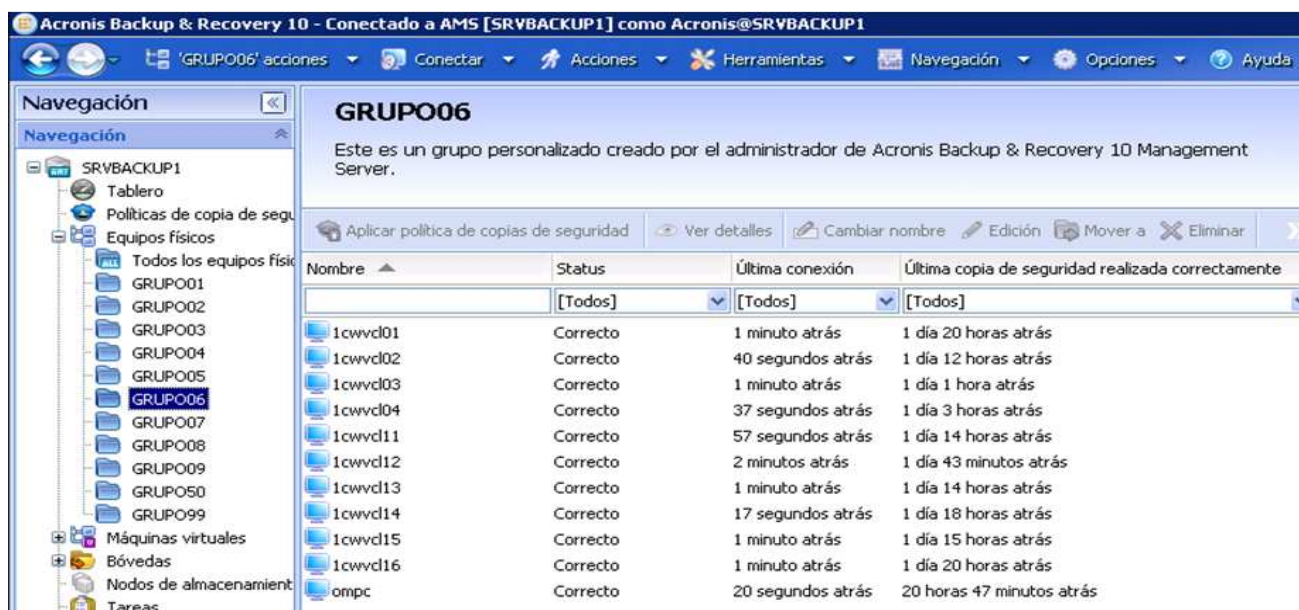 Acronis Backup & Recovery 10 - Conectado a AMS [SRVBACKUP1] como Acronis@SRVBACKUP1
'GRUPO06' acciones Conectar Acciones Herramientas Navegación Opciones Ayuda
Navegación
Navegación
SRVBACKUP1
Tablero
Políticas de copia de segu
Equipos físicos
Todos los equipos físic
GRUPO01
GRUPO02
GRUPO03
GRUPO04
GRUPO05
GRUPO06
GRUPO07
GRUPO08
GRUPO09
GRUPO50
GRUPO99
Máquinas virtuales
Bóvedas
Nodos de almacenamient
Tareas
GRUPO06
Este es un grupo personalizado creado por el administrador de Acronis Backup & Recovery 10 Management
Server.
Aplicar política de copias de seguridad Ver detalles Cambiar nombre Edición Mover a Eliminar
Nombre Status Última conexión Última copia de seguridad realizada correctamente
[Todos] [Todos] [Todos]
1cwvcl01 Correcto 1 minuto atrás 1 día 20 horas atrás
1cwvcl02 Correcto 40 segundos atrás 1 día 12 horas atrás
1cwvcl03 Correcto 1 minuto atrás 1 día 1 hora atrás
1cwvcl04 Correcto 37 segundos atrás 1 día 3 horas atrás
1cwvcl11 Correcto 57 segundos atrás 1 día 14 horas atrás
1cwvcl12 Correcto 2 minutos atrás 1 día 43 minutos atrás
1cwvcl13 Correcto 1 minuto atrás 1 día 14 horas atrás
1cwvcl14 Correcto 17 segundos atrás 1 día 18 horas atrás
1cwvcl15 Correcto 1 minuto atrás 1 día 15 horas atrás
1cwvcl16 Correcto 1 minuto atrás 1 día 20 horas atrás
ompc Correcto 20 segundos atrás 20 horas 47 minutos atrás